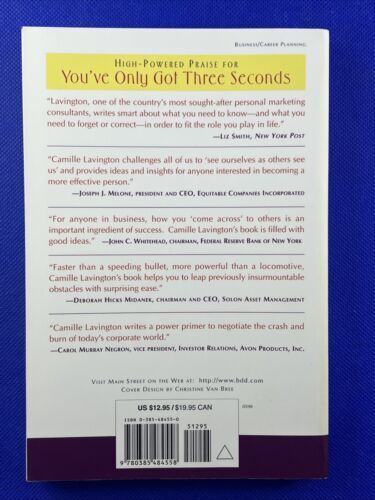 BUSINESS/CAREER PLANNING
HIGH-POWERED PRAISE FOR
YOU'VE ONLY GOT THREE SECONDS
"Lavington, one of the country's most sought-after personal marketing
consultants, writes smart about what you need to know—and what you
need to forget or correct—in order to fit the role you play in life."
—LIZ SMITH, NEW YORK POST
"Camille Lavington challenges all of us to 'see ourselves as others see
us' and provides ideas and insights for anyone interested in becoming a
more effective person."
—JOSEPH J. MELONE, PRESIDENT AND CEO, EQUITABLE COMPANIES INCORPORATED
"For anyone in business, how you 'come across' to others is an
important ingredient of success. Camille Lavington's book is filled with
good ideas." —JOHN C. WHITEHEAD, CHAIRMAN, FEDERAL RESERVE BANK OF NEW YORK
"Faster than a speeding bullet, more powerful than a locomotive,
Camille Lavington's book helps you to leap previously insurmountable
obstacles with surprising ease."
—DEBORAH HICKS MIDANEK, CHAIRMAN AND CEO, SOLON ASSET MANAGEMENT
"Camille Lavington writes a power primer to negotiate the crash and
burn of today's corporate world."
—CAROL MURRAY NEGRON, VICE PRESIDENT, INVESTOR RELATIONS, AVON PRODUCTS, INC.
VISIT MAIN STREET ON THE WEB AT: http://www.bdd.com
COVER DESIGN BY CHRISTINE VAN BREE
US $12.95 / $19.95 CAN
ISBN 0-385-48455-0
51295
9 780385 484558